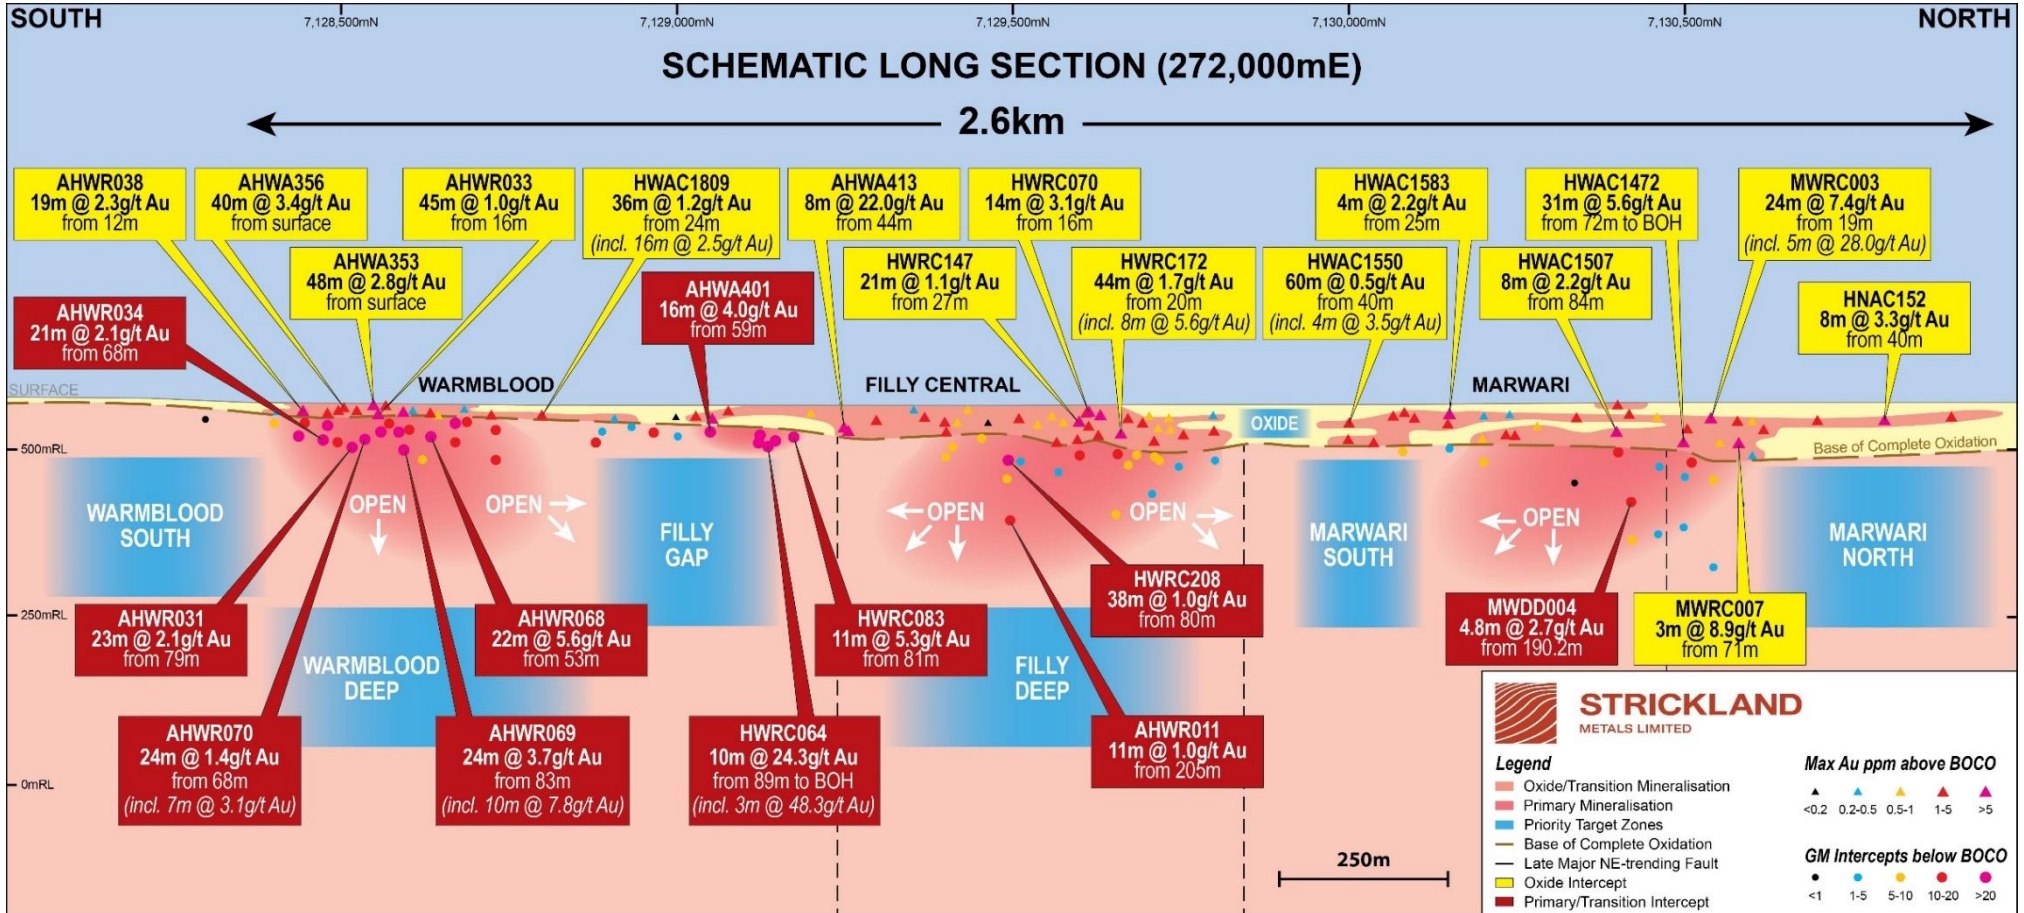 SOUTH
7,128,500mN
7,129,000mN
7,129,500mN
7,130,000mN
7,130,500mN
NORTH
SCHEMATIC LONG SECTION (272,000mE)
2.6km
AHWR038
19m @ 2.3g/t Au
from 12m
AHWA356
40m @ 3.4g/t Au
from surface
AHWR033
45m @ 1.0g/t Au
from 16m
HWAC1809
36m @ 1.2g/t Au
from 24m
(incl. 16m @ 2.5g/t Au)
AHWA413
8m @ 22.0g/t Au
from 44m
HWRC070
14m @ 3.1g/t Au
from 16m
HWAC1583
4m @ 2.2g/t Au
from 25m
HWAC1472
31m @ 5.6g/t Au
from 72m to BOH
MWRC003
24m @ 7.4g/t Au
from 19m
(incl. 5m @ 28.0g/t Au)
AHWA353
48m @ 2.8g/t Au
from surface
HWRC147
21m @ 1.1g/t Au
from 27m
HWRC172
44m @ 1.7g/t Au
from 20m
(incl. 8m @ 5.6g/t Au)
HWAC1550
60m @ 0.5g/t Au
from 40m
(incl. 4m @ 3.5g/t Au)
HWAC1507
8m @ 2.2g/t Au
from 84m
HNAC152
8m @ 3.3g/t Au
from 40m
AHWR034
21m @ 2.1g/t Au
from 68m
AHWA401
16m @ 4.0g/t Au
from 59m
SURFACE
WARMBLOOD
FILLY CENTRAL
MARWARI
OXIDE
Base of Complete Oxidation
500mRL
250mRL
0mRL
WARMBLOOD
SOUTH
OPEN
OPEN
FILLY
GAP
OPEN
OPEN
MARWARI
SOUTH
OPEN
MARWARI
NORTH
AHWR031
23m @ 2.1g/t Au
from 79m
WARMBLOOD
DEEP
AHWR068
22m @ 5.6g/t Au
from 53m
HWRC083
11m @ 5.3g/t Au
from 81m
FILLY
DEEP
HWRC208
38m @ 1.0g/t Au
from 80m
MWDD004
4.8m @ 2.7g/t Au
from 190.2m
MWRC007
3m @ 8.9g/t Au
from 71m
AHWR070
24m @ 1.4g/t Au
from 68m
(incl. 7m @ 3.1g/t Au)
AHWR069
24m @ 3.7g/t Au
from 83m
(incl. 10m @ 7.8g/t Au)
HWRC064
10m @ 24.3g/t Au
from 89m to BOH
(incl. 3m @ 48.3g/t Au)
AHWR011
11m @ 1.0g/t Au
from 205m
250m
STRICKLAND
METALS LIMITED
Legend
Oxide/Transition Mineralisation
Primary Mineralisation
Priority Target Zones
Base of Complete Oxidation
Late Major NE-trending Fault
Oxide Intercept
Primary/Transition Intercept
Max Au ppm above BOCO
<0.2 0.2-0.5 0.5-1 1-5 >5
GM Intercepts below BOCO
<1 1-5 5-10 10-20 >20